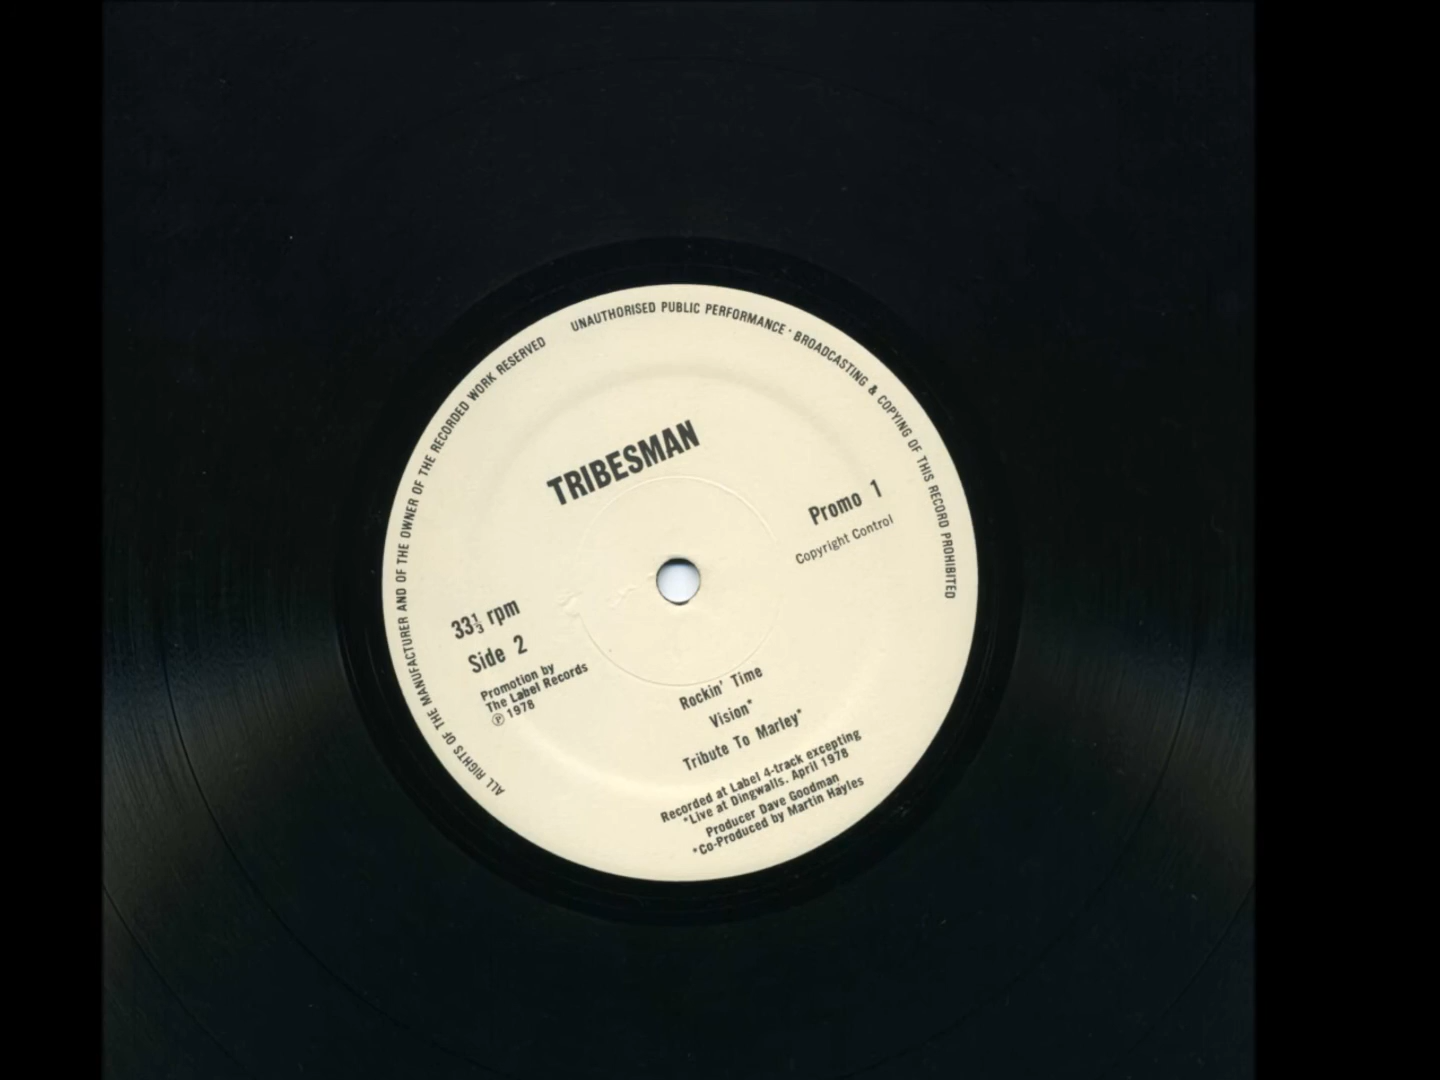 ALL RIGHTS OF THE MANUFACTURER AND OF THE OWNER OF THE RECORDED WORK RESERVED
UNAUTHORISED PUBLIC PERFORMANCE · BROADCASTING & COPYING OF THIS RECORD PROHIBITED
TRIBESMAN
Promo 1
Copyright Control
33⅓ rpm
Side 2
Promotion by
The Label Records
℗ 1978
Rockin' Time
Vision*
Tribute To Marley*
Recorded at Label 4-track excepting
*Live at Dingwalls. April 1978
Producer Dave Goodman
*Co-Produced by Martin Hayles